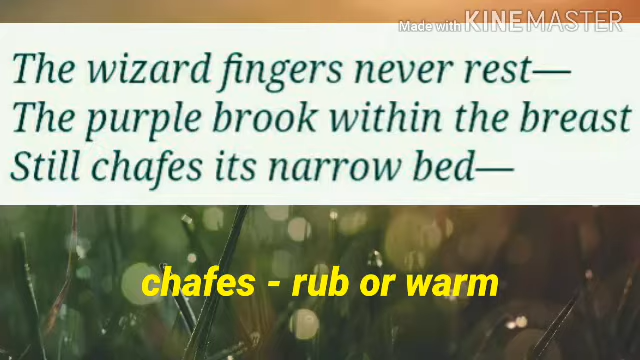 Made with KINEMASTER
The wizard fingers never rest—
The purple brook within the breast
Still chafes its narrow bed—
chafes - rub or warm